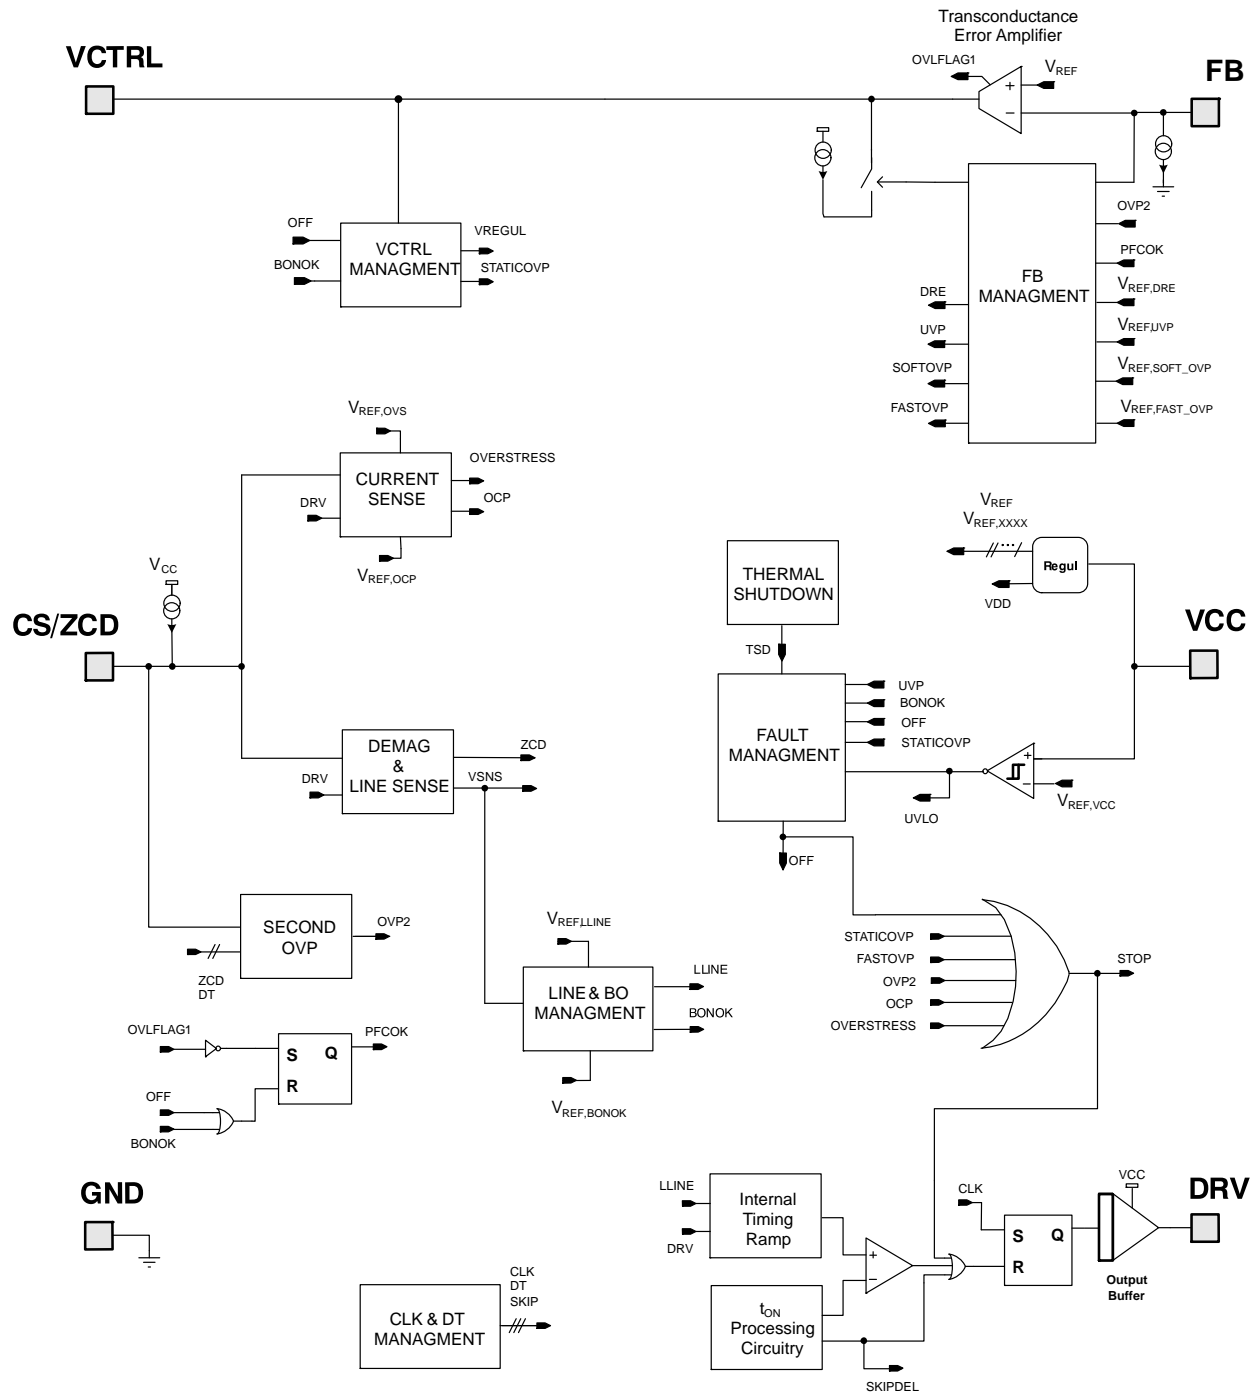 Transconductance
Error Amplifier
VCTRL
OVLFLAG1
VREF
FB
+
−
OFF
BONOK
VCTRL
MANAGMENT
VREGUL
STATICOVP
FB
MANAGMENT
OVP2
PFCOK
VREF,DRE
VREF,UVP
VREF,SOFT_OVP
VREF,FAST_OVP
DRE
UVP
SOFTOVP
FASTOVP
VREF,OVS
CURRENT
SENSE
DRV
OVERSTRESS
OCP
VREF,OCP
VCC
CS/ZCD
THERMAL
SHUTDOWN
TSD
VREF
VREF,XXXX
...
Regul
VDD
VCC
FAULT
MANAGMENT
UVP
BONOK
OFF
STATICOVP
+
−
VREF,VCC
UVLO
OFF
DEMAG
&
LINE SENSE
DRV
ZCD
VSNS
SECOND
OVP
OVP2
ZCD
DT
VREF,LLINE
LINE & BO
MANAGMENT
LLINE
BONOK
VREF,BONOK
STATICOVP
FASTOVP
OVP2
OCP
OVERSTRESS
STOP
OVLFLAG1
S
Q
R
PFCOK
OFF
BONOK
GND
CLK & DT
MANAGMENT
CLK
DT
SKIP
LLINE
DRV
Internal
Timing
Ramp
tON
Processing
Circuitry
+
−
SKIPDEL
CLK
S
Q
R
VCC
Output
Buffer
DRV